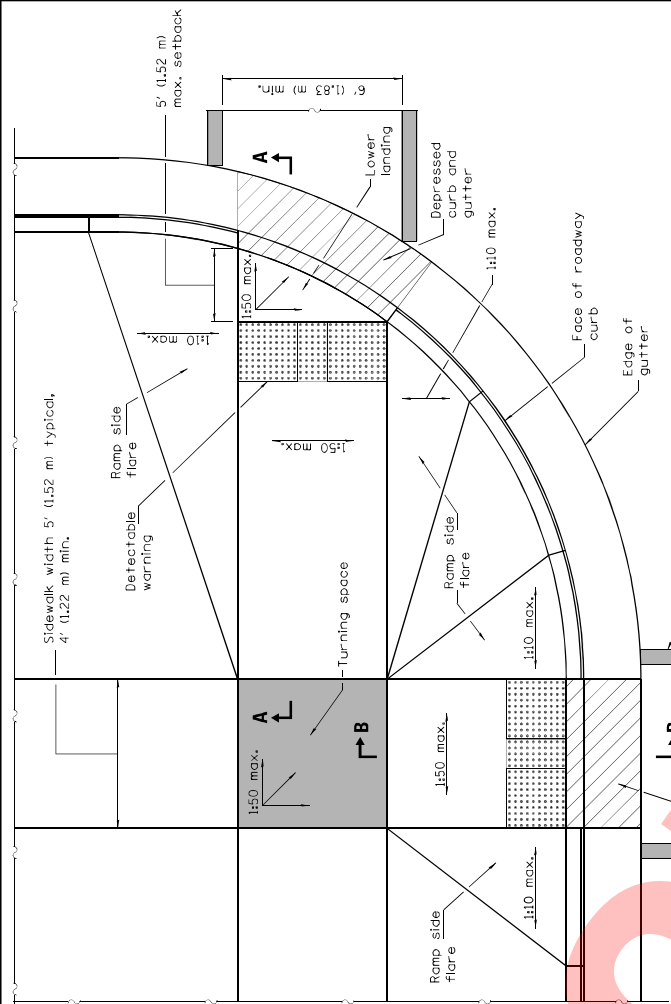 5' (1.52 m)
max. setback
6' (1.83 m) min.
A
Lower
landing
Depressed
curb and
gutter
1:10 max.
Face of roadway
curb
Edge of
gutter
1:50 max.
1:10 max.
Sidewalk width 5' (1.52 m) typical,
4' (1.22 m) min.
Ramp side
flare
Detectable
warning
1:50 max.
Turning space
Ramp side
flare
1:10 max.
A
B
1:50 max.
1:50 max.
Ramp side
flare
1:10 max.